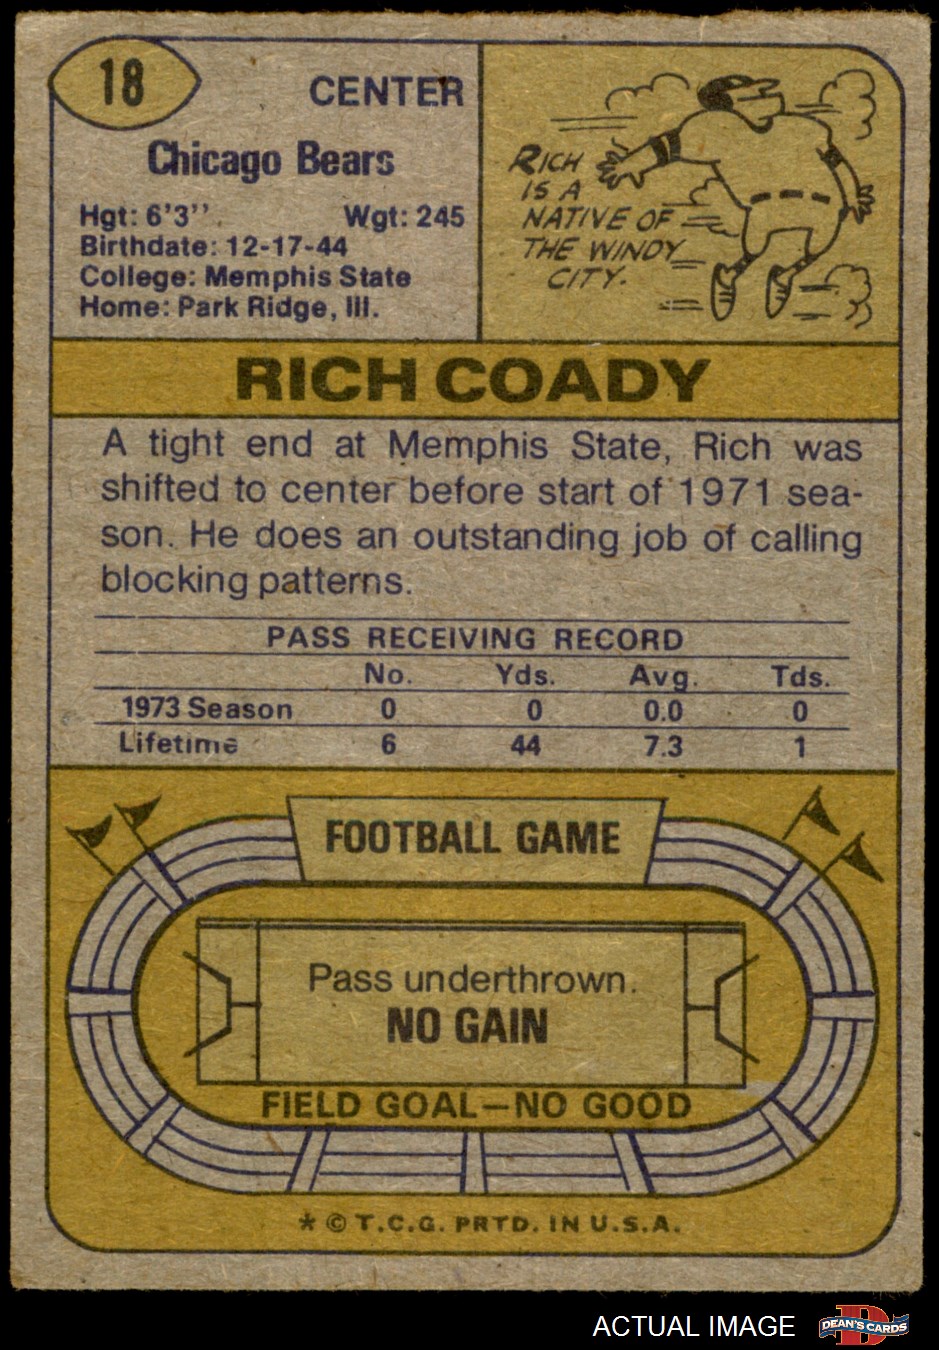 18
CENTER
Chicago Bears
Hgt: 6'3" Wgt: 245
Birthdate: 12-17-44
College: Memphis State
Home: Park Ridge, Ill.
RICH
IS A
NATIVE OF
THE WINDY
CITY.
RICH COADY
A tight end at Memphis State, Rich was
shifted to center before start of 1971 sea-
son. He does an outstanding job of calling
blocking patterns.
PASS RECEIVING RECORD
No. Yds. Avg. Tds.
1973 Season 0 0 0.0 0
Lifetime 6 44 7.3 1
FOOTBALL GAME
Pass underthrown.
NO GAIN
FIELD GOAL—NO GOOD
* © T.C.G. PRTD. IN U.S.A.
ACTUAL IMAGE
D
DEAN'S CARDS